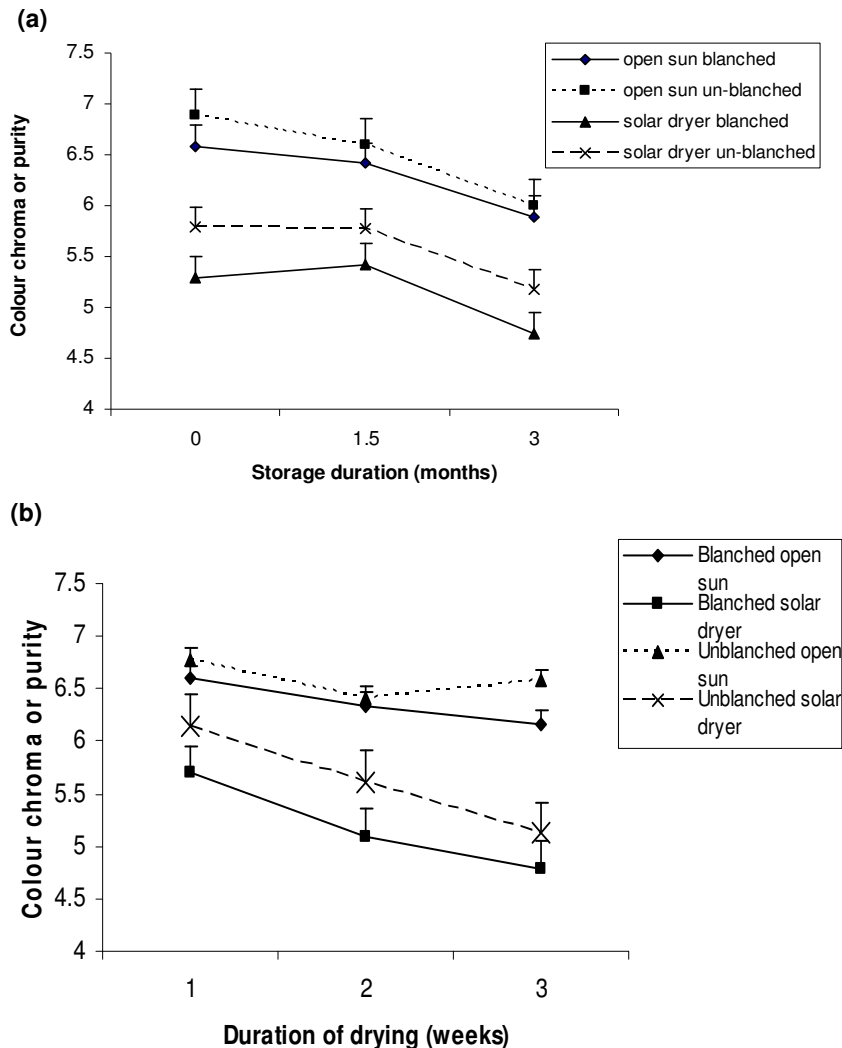 (a)
7.5
7
6.5
6
5.5
5
4.5
4
Colour chroma or purity
0
1.5
3
Storage duration (months)
open sun blanched
open sun un-blanched
solar dryer blanched
solar dryer un-blanched
(b)
7.5
7
6.5
6
5.5
5
4.5
4
Colour chroma or purity
1
2
3
Duration of drying (weeks)
Blanched open
sun
Blanched solar
dryer
Unblanched open
sun
Unblanched solar
dryer